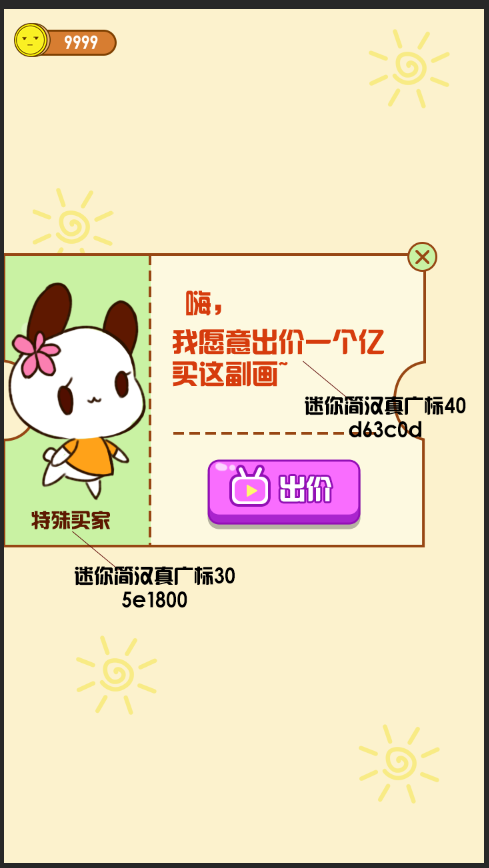 9999
嗨，
我愿意出价一个亿
买这副画~
迷你简汉真广标40
d63c0d
出价
特殊买家
迷你简汉真广标30
5e1800